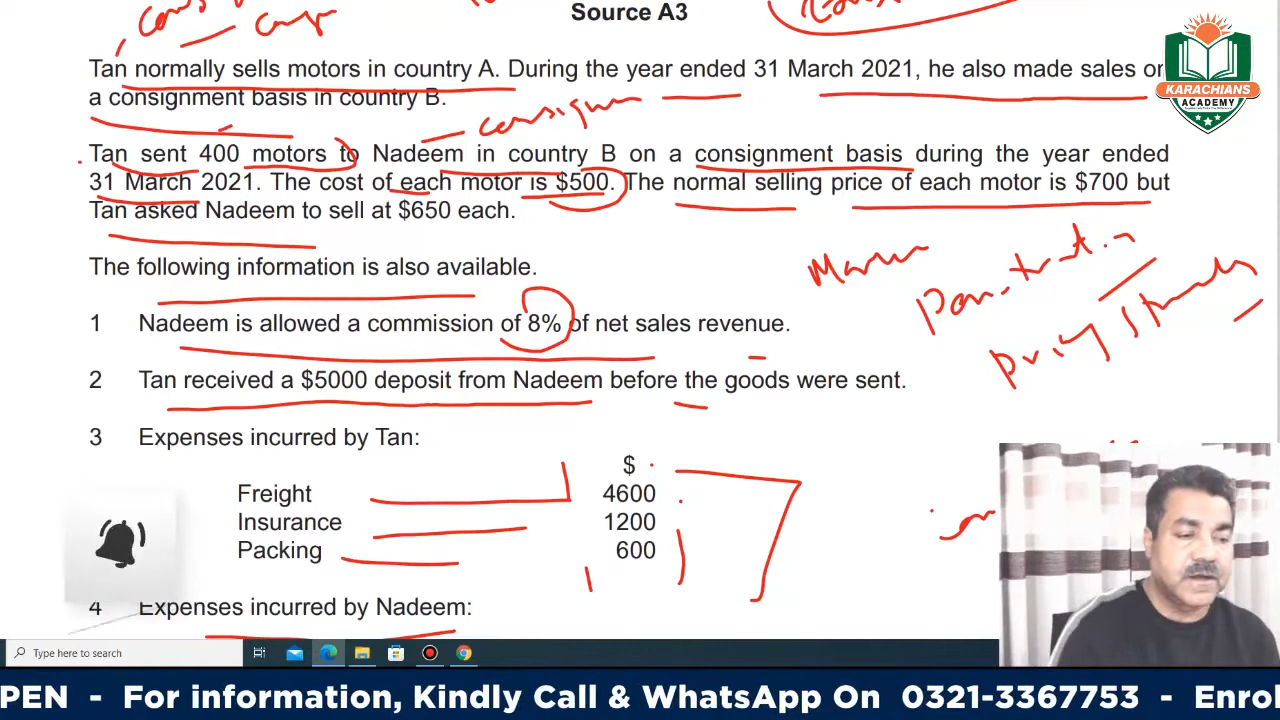 Source A3
KARACHIANS
ACADEMY
Tan normally sells motors in country A. During the year ended 31 March 2021, he also made sales on
a consignment basis in country B.
consignee
Tan sent 400 motors to Nadeem in country B on a consignment basis during the year ended
31 March 2021. The cost of each motor is $500. The normal selling price of each motor is $700 but
Tan asked Nadeem to sell at $650 each.
The following information is also available.
1 Nadeem is allowed a commission of 8% of net sales revenue.
2 Tan received a $5000 deposit from Nadeem before the goods were sent.
3 Expenses incurred by Tan:
$
Freight 4600
Insurance 1200
Packing 600
4 Expenses incurred by Nadeem:
Type here to search
PEN - For information, Kindly Call & WhatsApp On 0321-3367753 - Enrol